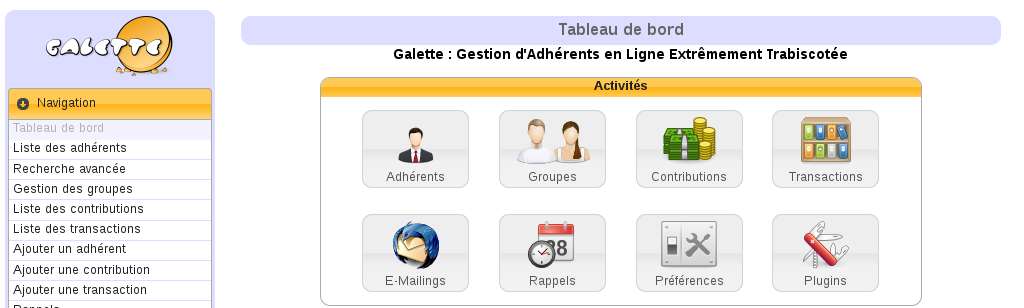 GALETTE
Navigation
Tableau de bord
Liste des adhérents
Recherche avancée
Gestion des groupes
Liste des contributions
Liste des transactions
Ajouter un adhérent
Ajouter une contribution
Ajouter une transaction
Rappels
Tableau de bord
Galette : Gestion d'Adhérents en Ligne Extrêmement Trabiscotée
Activités
Adhérents
Groupes
Contributions
Transactions
E-Mailings
28
Rappels
Préférences
Plugins